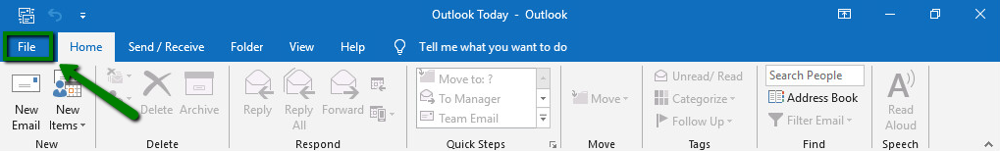 Outlook Today - Outlook
File Home Send / Receive Folder View Help Tell me what you want to do
New Email
New Items
New
Delete
Archive
Delete
Reply
Reply All
Forward
Respond
Move to: ?
To Manager
Team Email
Quick Steps
Move
Move
Unread/ Read
Categorize
Follow Up
Tags
Search People
Address Book
Filter Email
Find
Read Aloud
Speech